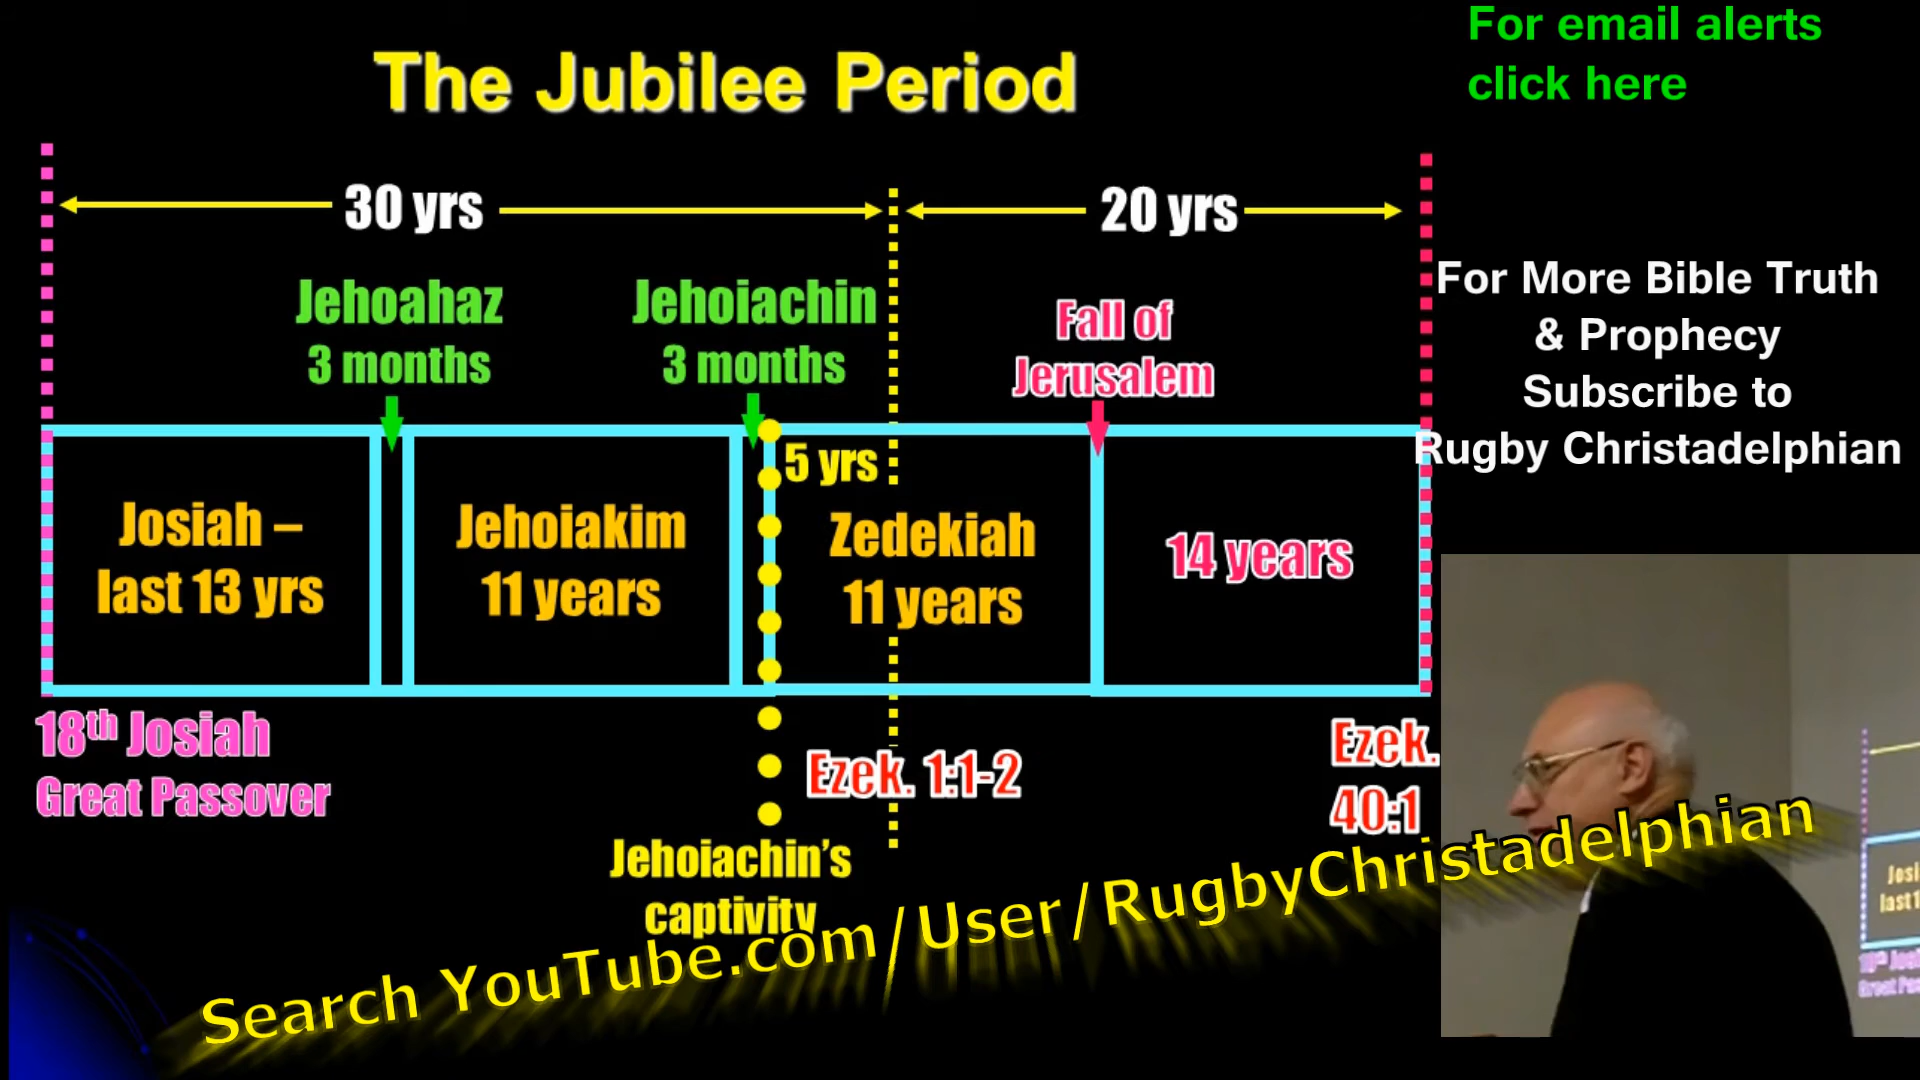 The Jubilee Period
For email alerts
click here
30 yrs
20 yrs
Jehoahaz
3 months
Jehoiachin
3 months
Fall of
Jerusalem
For More Bible Truth
& Prophecy
Subscribe to
Rugby Christadelphian
5 yrs
Josiah –
last 13 yrs
Jehoiakim
11 years
Zedekiah
11 years
14 years
18th Josiah
Great Passover
Ezek. 1:1-2
Ezek.
40:1
Jehoiachin's
captivity
Search YouTube.com/User/RugbyChristadelphian